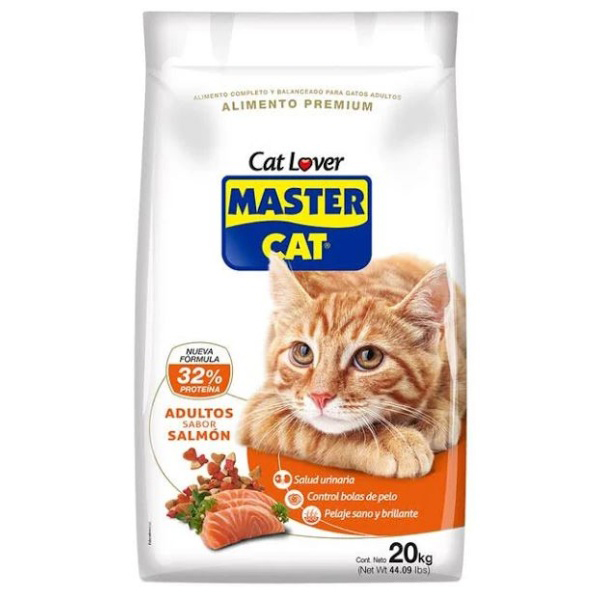 ALIMENTO COMPLETO Y BALANCEADO PARA GATOS ADULTOS
ALIMENTO PREMIUM
Cat Lover
MASTER
CAT®
NUEVA
FÓRMULA
32%
PROTEÍNA
ADULTOS
SABOR
SALMÓN
Salud urinaria
Control bolas de pelo
Pelaje sano y brillante
Cont. Neto 20kg
(Net Wt 44.09 lbs)